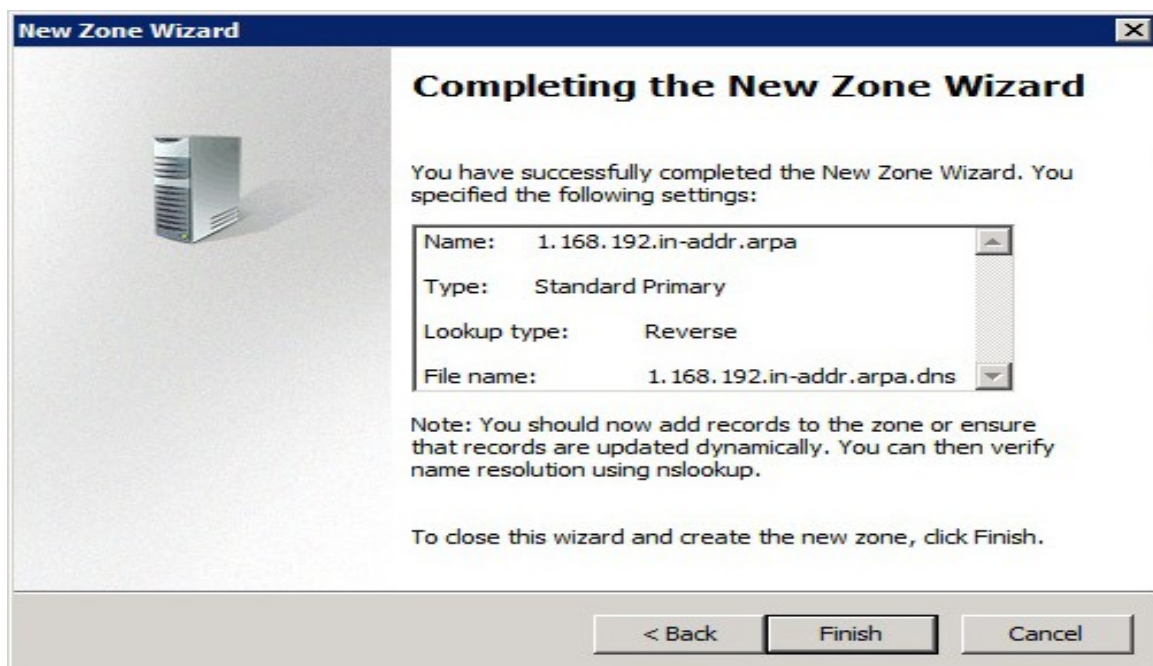 New Zone Wizard
Completing the New Zone Wizard
You have successfully completed the New Zone Wizard. You
specified the following settings:
Name: 1.168.192.in-addr.arpa
Type: Standard Primary
Lookup type: Reverse
File name: 1.168.192.in-addr.arpa.dns
Note: You should now add records to the zone or ensure
that records are updated dynamically. You can then verify
name resolution using nslookup.
To close this wizard and create the new zone, click Finish.
< Back Finish Cancel